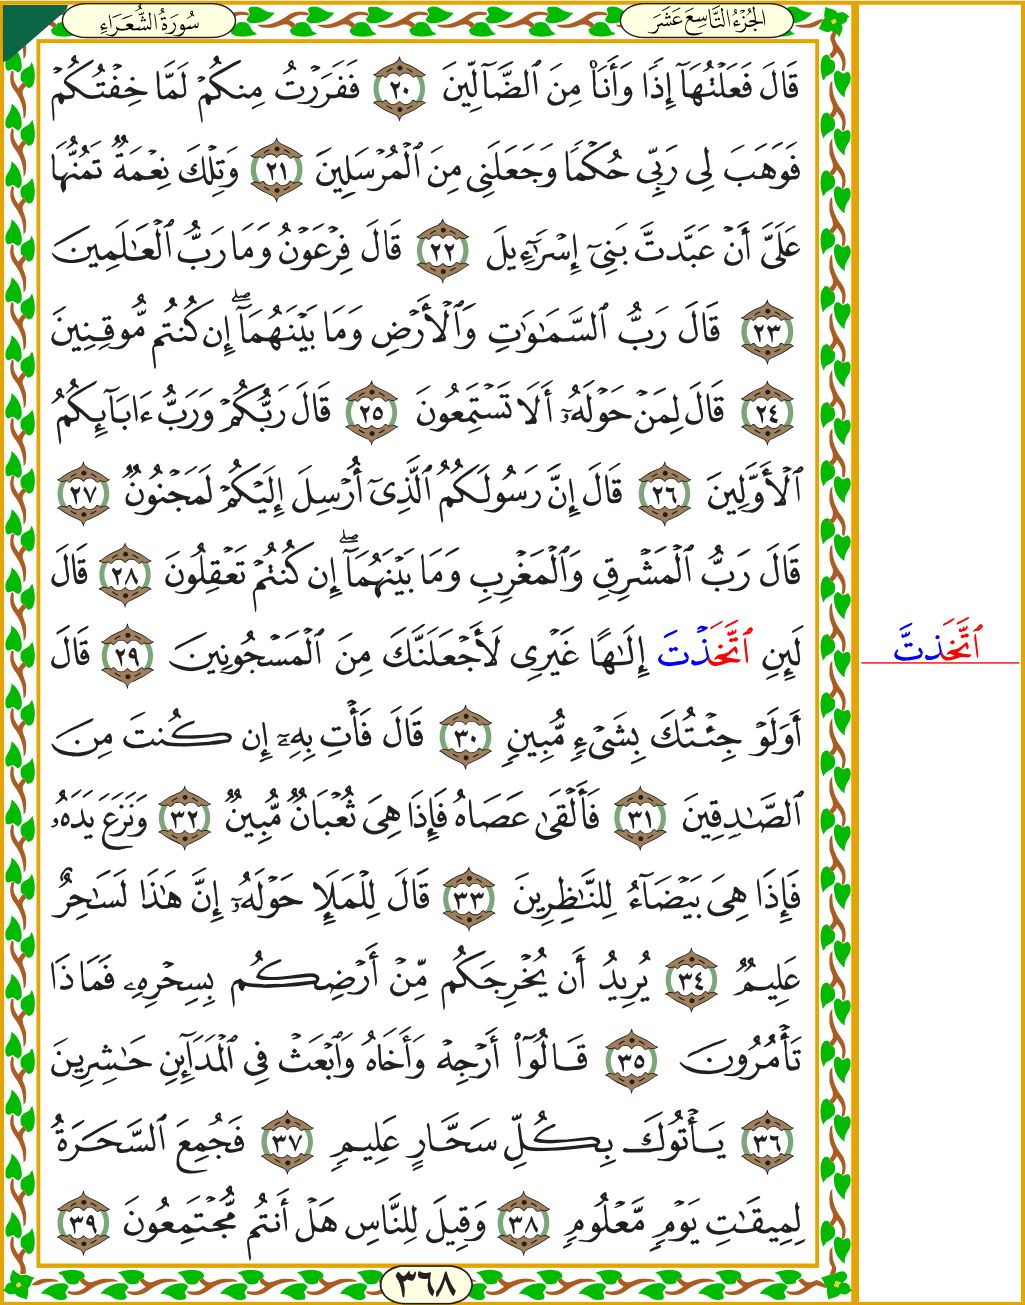 سُورَةُ الشُّعَرَاءِ
الجُزْءُ التَّاسِعَ عَشَرَ
قَالَ فَعَلْتُهَآ إِذًا وَأَنَا۠ مِنَ ٱلضَّآلِّينَ ٢٠ فَفَرَرْتُ مِنكُمْ لَمَّا خِفْتُكُمْ
فَوَهَبَ لِى رَبِّى حُكْمًا وَجَعَلَنِى مِنَ ٱلْمُرْسَلِينَ ٢١ وَتِلْكَ نِعْمَةٌ تَمُنُّهَا
عَلَىَّ أَنْ عَبَّدتَّ بَنِىٓ إِسْرَٰٓءِيلَ ٢٢ قَالَ فِرْعَوْنُ وَمَا رَبُّ ٱلْعَٰلَمِينَ
٢٣ قَالَ رَبُّ ٱلسَّمَٰوَٰتِ وَٱلْأَرْضِ وَمَا بَيْنَهُمَآ ۖ إِن كُنتُم مُّوقِنِينَ
٢٤ قَالَ لِمَنْ حَوْلَهُۥٓ أَلَا تَسْتَمِعُونَ ٢٥ قَالَ رَبُّكُمْ وَرَبُّ ءَابَآئِكُمُ
ٱلْأَوَّلِينَ ٢٦ قَالَ إِنَّ رَسُولَكُمُ ٱلَّذِىٓ أُرْسِلَ إِلَيْكُمْ لَمَجْنُونٌ ٢٧
قَالَ رَبُّ ٱلْمَشْرِقِ وَٱلْمَغْرِبِ وَمَا بَيْنَهُمَآ ۖ إِن كُنتُمْ تَعْقِلُونَ ٢٨ قَالَ
لَئِنِ ٱتَّخَذْتَ إِلَٰهًا غَيْرِى لَأَجْعَلَنَّكَ مِنَ ٱلْمَسْجُونِينَ ٢٩ قَالَ
أَوَلَوْ جِئْتُكَ بِشَىْءٍ مُّبِينٍ ٣٠ قَالَ فَأْتِ بِهِۦٓ إِن كُنتَ مِنَ
ٱلصَّٰدِقِينَ ٣١ فَأَلْقَىٰ عَصَاهُ فَإِذَا هِىَ ثُعْبَانٌ مُّبِينٌ ٣٢ وَنَزَعَ يَدَهُۥ
فَإِذَا هِىَ بَيْضَآءُ لِلنَّٰظِرِينَ ٣٣ قَالَ لِلْمَلَإِ حَوْلَهُۥٓ إِنَّ هَٰذَا لَسَٰحِرٌ
عَلِيمٌ ٣٤ يُرِيدُ أَن يُخْرِجَكُم مِّنْ أَرْضِكُم بِسِحْرِهِۦ فَمَاذَا
تَأْمُرُونَ ٣٥ قَالُوٓا۟ أَرْجِهْ وَأَخَاهُ وَٱبْعَثْ فِى ٱلْمَدَآئِنِ حَٰشِرِينَ
٣٦ يَأْتُوكَ بِكُلِّ سَحَّارٍ عَلِيمٍ ٣٧ فَجُمِعَ ٱلسَّحَرَةُ
لِمِيقَٰتِ يَوْمٍ مَّعْلُومٍ ٣٨ وَقِيلَ لِلنَّاسِ هَلْ أَنتُم مُّجْتَمِعُونَ ٣٩
ٱتَّخَذتَّ
٣٦٨